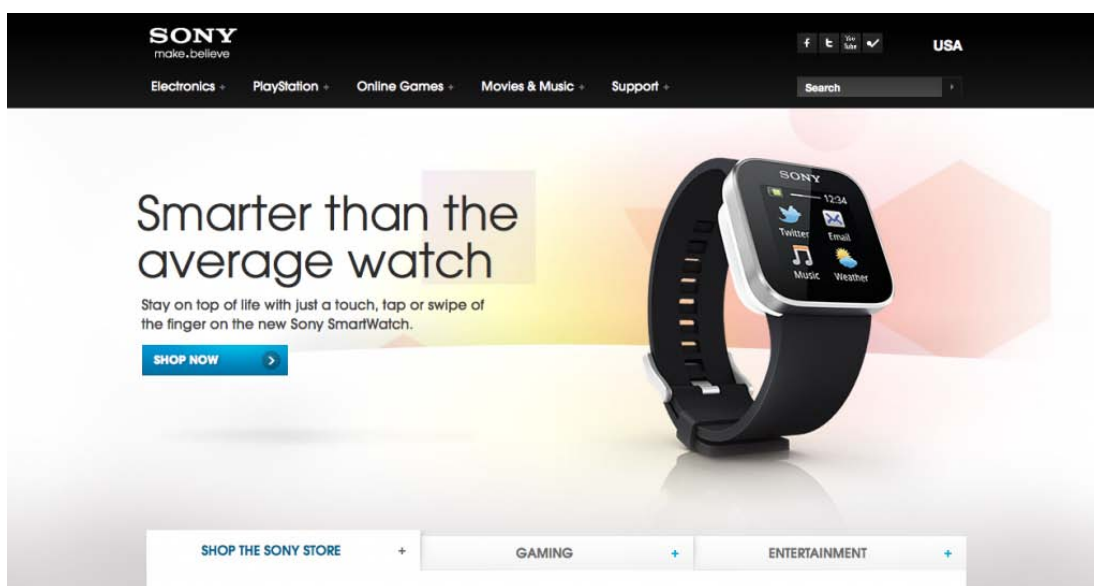 SONY
make.believe
f t You Tube
USA
Electronics + PlayStation + Online Games + Movies & Music + Support +
Search
Smarter than the
average watch
Stay on top of life with just a touch, tap or swipe of
the finger on the new Sony SmartWatch.
SHOP NOW
SONY
12:34
Twitter Email
Music Weather
SHOP THE SONY STORE + GAMING + ENTERTAINMENT +